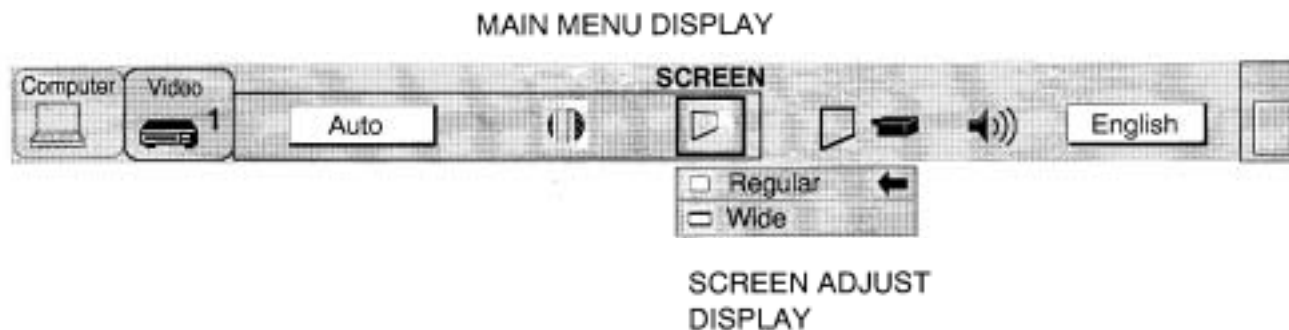 MAIN MENU DISPLAY
SCREEN
Computer
Video
1
Auto
English
Regular
Wide
SCREEN ADJUST
DISPLAY